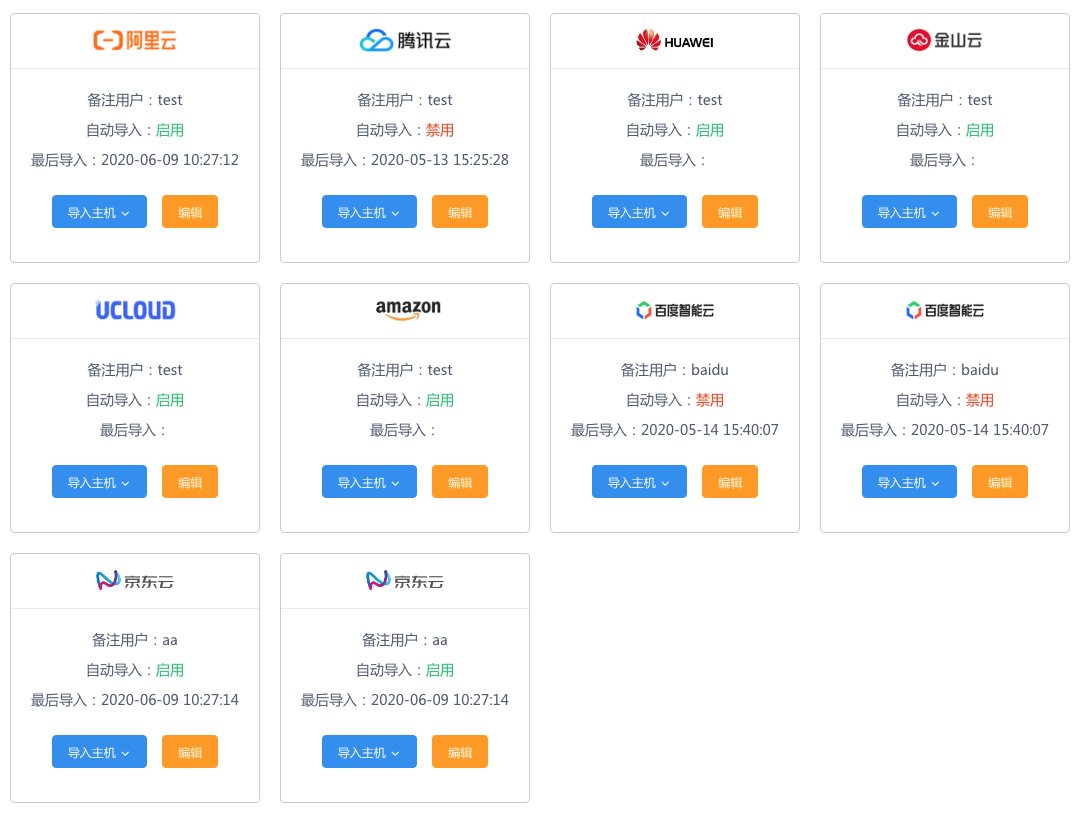 阿里云
备注用户：test
自动导入：启用
最后导入：2020-06-09 10:27:12
导入主机 编辑
腾讯云
备注用户：test
自动导入：禁用
最后导入：2020-05-13 15:25:28
导入主机 编辑
HUAWEI
备注用户：test
自动导入：启用
最后导入：
导入主机 编辑
金山云
备注用户：test
自动导入：启用
最后导入：
导入主机 编辑
UCLOUD
备注用户：test
自动导入：启用
最后导入：
导入主机 编辑
amazon
备注用户：test
自动导入：启用
最后导入：
导入主机 编辑
百度智能云
备注用户：baidu
自动导入：禁用
最后导入：2020-05-14 15:40:07
导入主机 编辑
百度智能云
备注用户：baidu
自动导入：禁用
最后导入：2020-05-14 15:40:07
导入主机 编辑
京东云
备注用户：aa
自动导入：启用
最后导入：2020-06-09 10:27:14
导入主机 编辑
京东云
备注用户：aa
自动导入：启用
最后导入：2020-06-09 10:27:14
导入主机 编辑